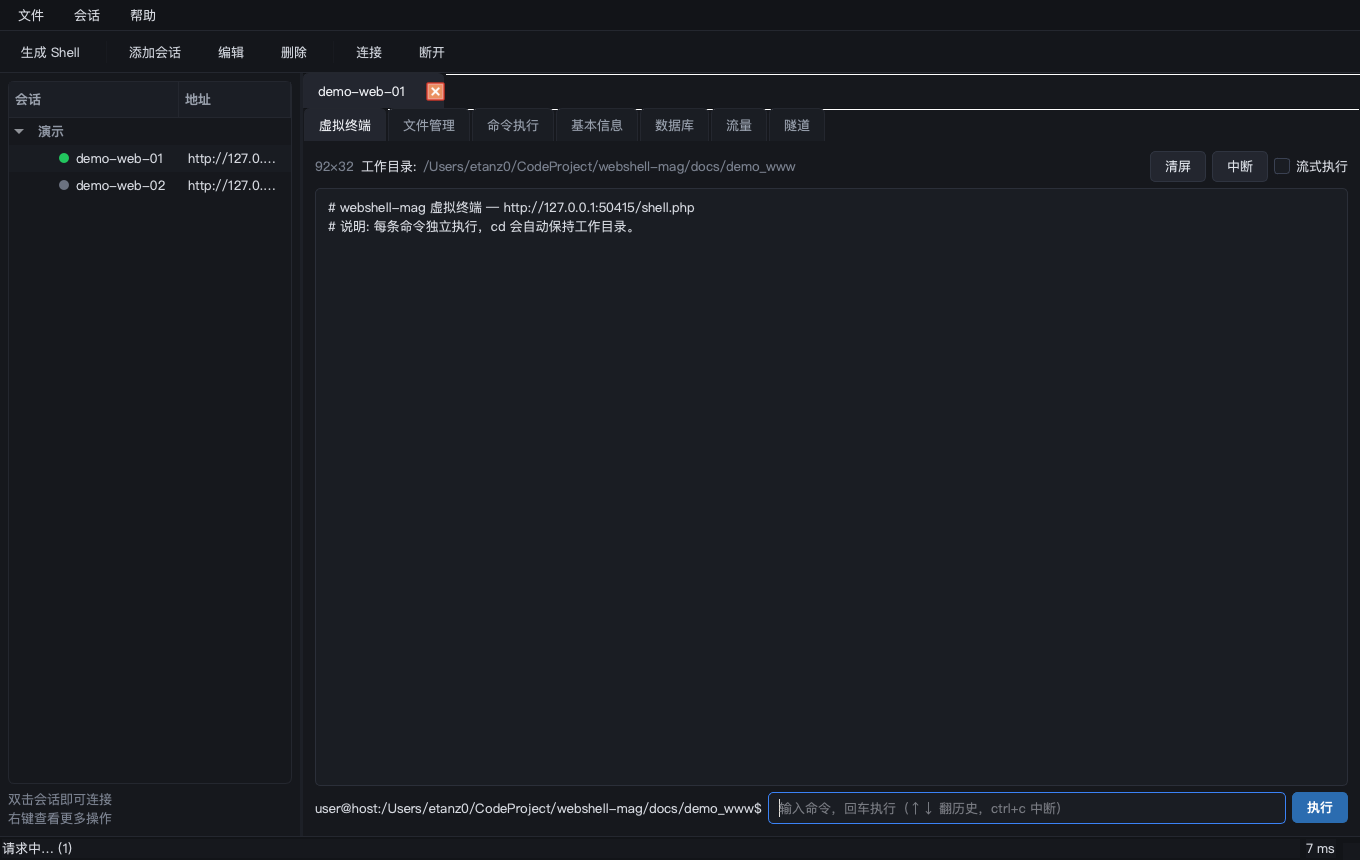 文件 会话 帮助
生成 Shell 添加会话 编辑 删除 连接 断开
会话 地址
演示
demo-web-01 http://127.0....
demo-web-02 http://127.0....
双击会话即可连接
右键查看更多操作
demo-web-01
虚拟终端 文件管理 命令执行 基本信息 数据库 流量 隧道
92×32 工作目录: /Users/etanz0/CodeProject/webshell-mag/docs/demo_www 清屏 中断 流式执行
# webshell-mag 虚拟终端 — http://127.0.0.1:50415/shell.php
# 说明: 每条命令独立执行，cd 会自动保持工作目录。
user@host:/Users/etanz0/CodeProject/webshell-mag/docs/demo_www$ 输入命令，回车执行（↑↓ 翻历史，ctrl+c 中断） 执行
请求中... (1) 7 ms